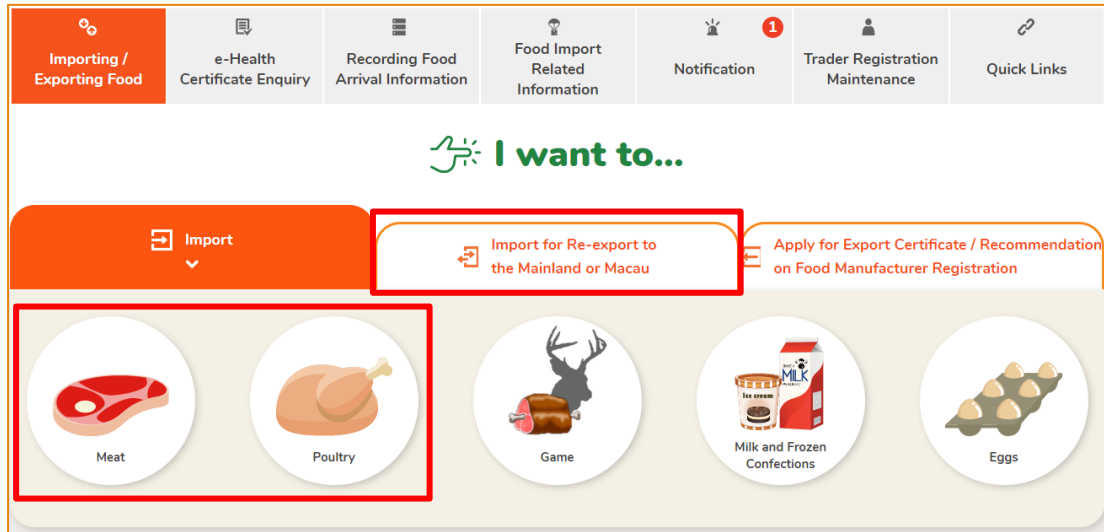 Importing /
Exporting Food
e-Health
Certificate Enquiry
Recording Food
Arrival Information
Food Import
Related
Information
Notification
1
Trader Registration
Maintenance
Quick Links
I want to...
Import
Import for Re-export to
the Mainland or Macau
Apply for Export Certificate / Recommendation
on Food Manufacturer Registration
Meat
Poultry
Game
Ice cream
MILK
Milk and Frozen
Confections
Eggs